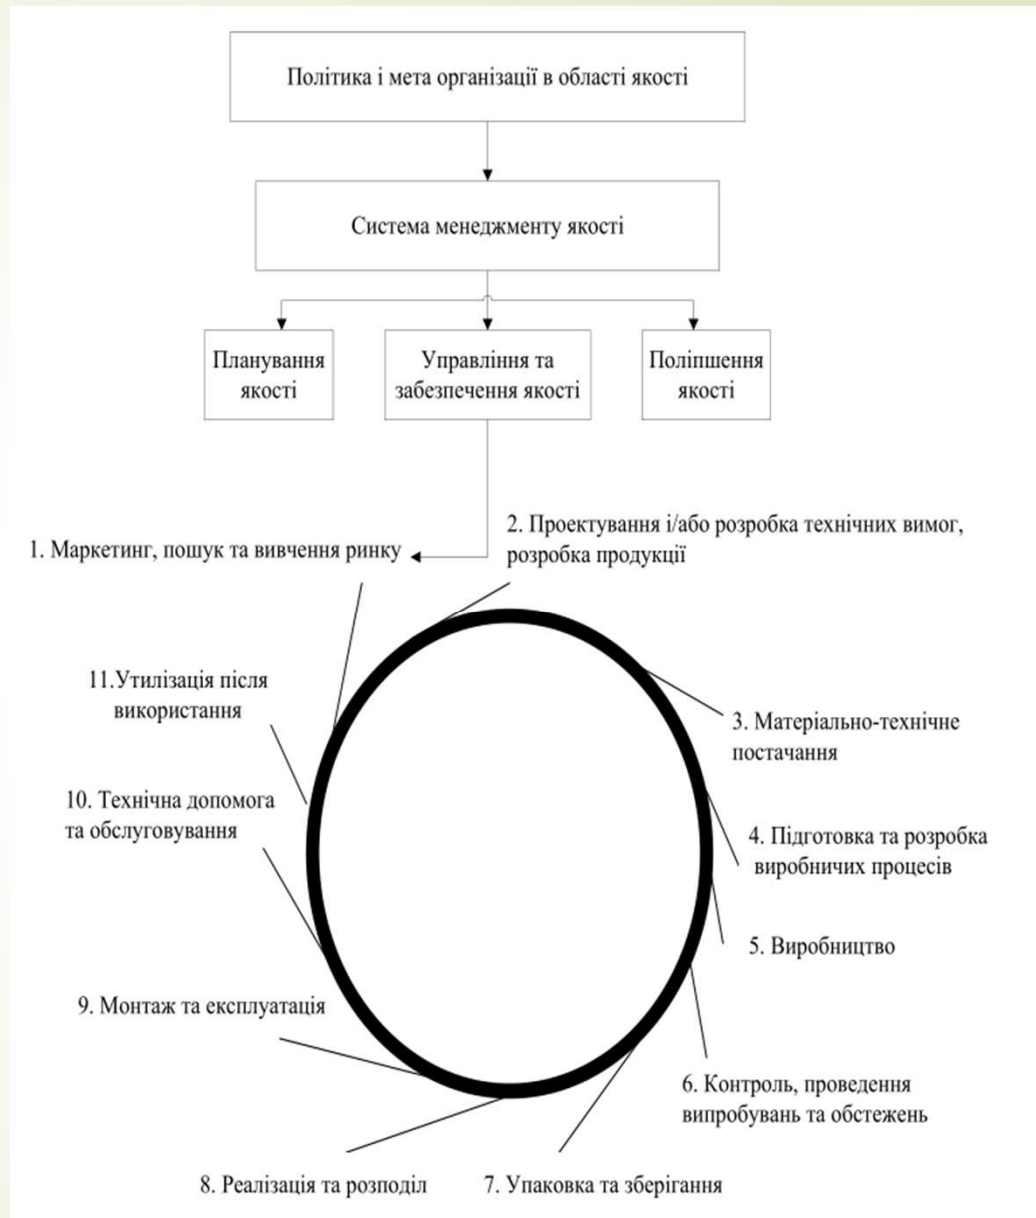 Політика і мета організації в області якості
Система менеджменту якості
Планування
якості
Управління та
забезпечення якості
Поліпшення
якості
1. Маркетинг, пошук та вивчення ринку
2. Проектування і/або розробка технічних вимог,
розробка продукції
3. Матеріально-технічне
постачання
4. Підготовка та розробка
виробничих процесів
5. Виробництво
6. Контроль, проведення
випробувань та обстежень
7. Упаковка та зберігання
8. Реалізація та розподіл
9. Монтаж та експлуатація
10. Технічна допомога
та обслуговування
11.Утилізація після
використання